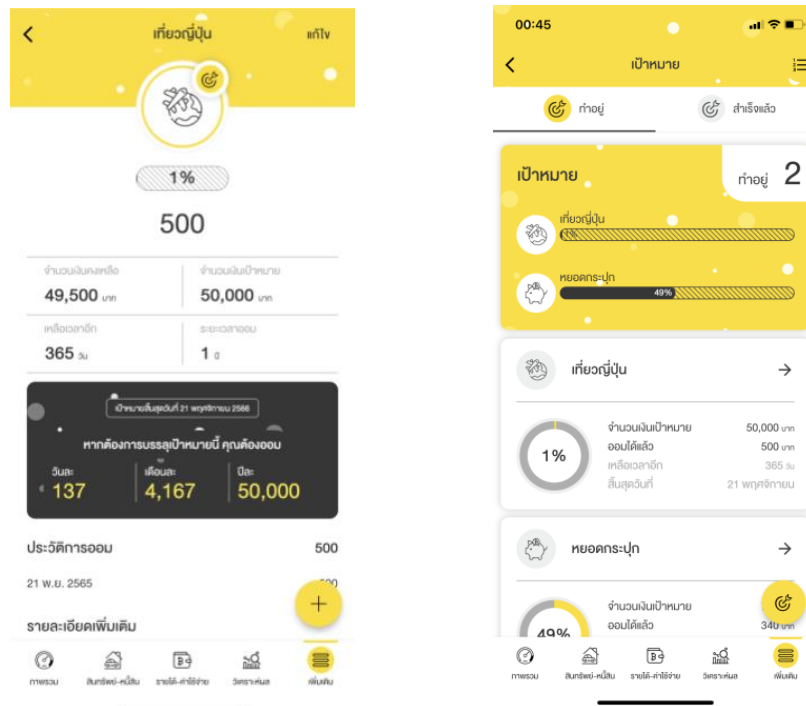 เที่ยวญี่ปุ่น
แก้ไข
1%
500
จำนวนเงินคงเหลือ
จำนวนเงินเป้าหมาย
49,500 บาท
50,000 บาท
เหลือเวลาอีก
ระยะเวลาออม
365 วัน
1 ปี
เป้าหมายสิ้นสุดวันที่ 21 พฤศจิกายน 2566
หากต้องการบรรลุเป้าหมายนี้ คุณต้องออม
วันละ
เดือนละ
ปีละ
137
4,167
50,000
ประวัติการออม
500
21 พ.ย. 2565
รายละเอียดเพิ่มเติม
ภาพรวม
สินทรัพย์-หนี้สิน
รายได้-ค่าใช้จ่าย
วิเคราะห์ผล
เพิ่มเติม
00:45
เป้าหมาย
ทำอยู่
สำเร็จแล้ว
เป้าหมาย
ทำอยู่ 2
เที่ยวญี่ปุ่น
1%
หยอดกระปุก
49%
เที่ยวญี่ปุ่น
1%
จำนวนเงินเป้าหมาย 50,000 บาท
ออมได้แล้ว 500 บาท
เหลือเวลาอีก 365 วัน
สิ้นสุดวันที่ 21 พฤศจิกายน
หยอดกระปุก
49%
จำนวนเงินเป้าหมาย
ออมได้แล้ว 340 บาท
ภาพรวม
สินทรัพย์-หนี้สิน
รายได้-ค่าใช้จ่าย
วิเคราะห์ผล
เพิ่มเติม